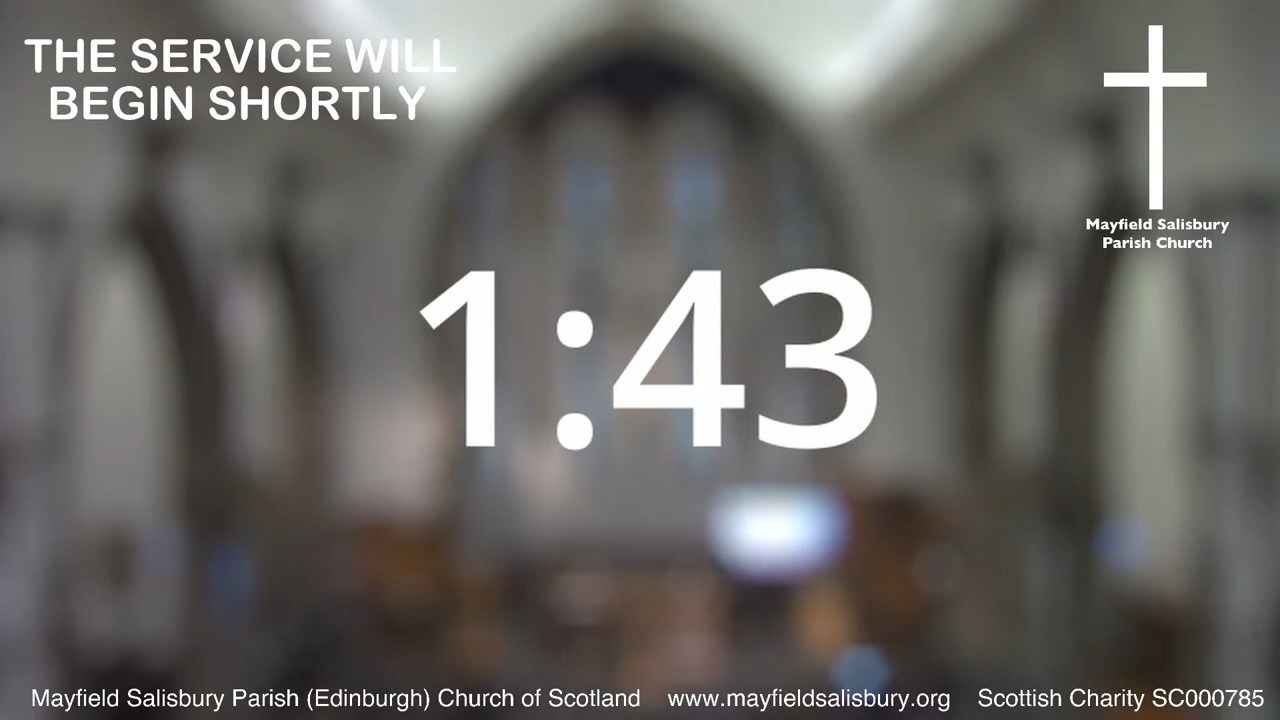 THE SERVICE WILL
BEGIN SHORTLY
Mayfield Salisbury
Parish Church
1:43
Mayfield Salisbury Parish (Edinburgh) Church of Scotland www.mayfieldsalisbury.org Scottish Charity SC000785